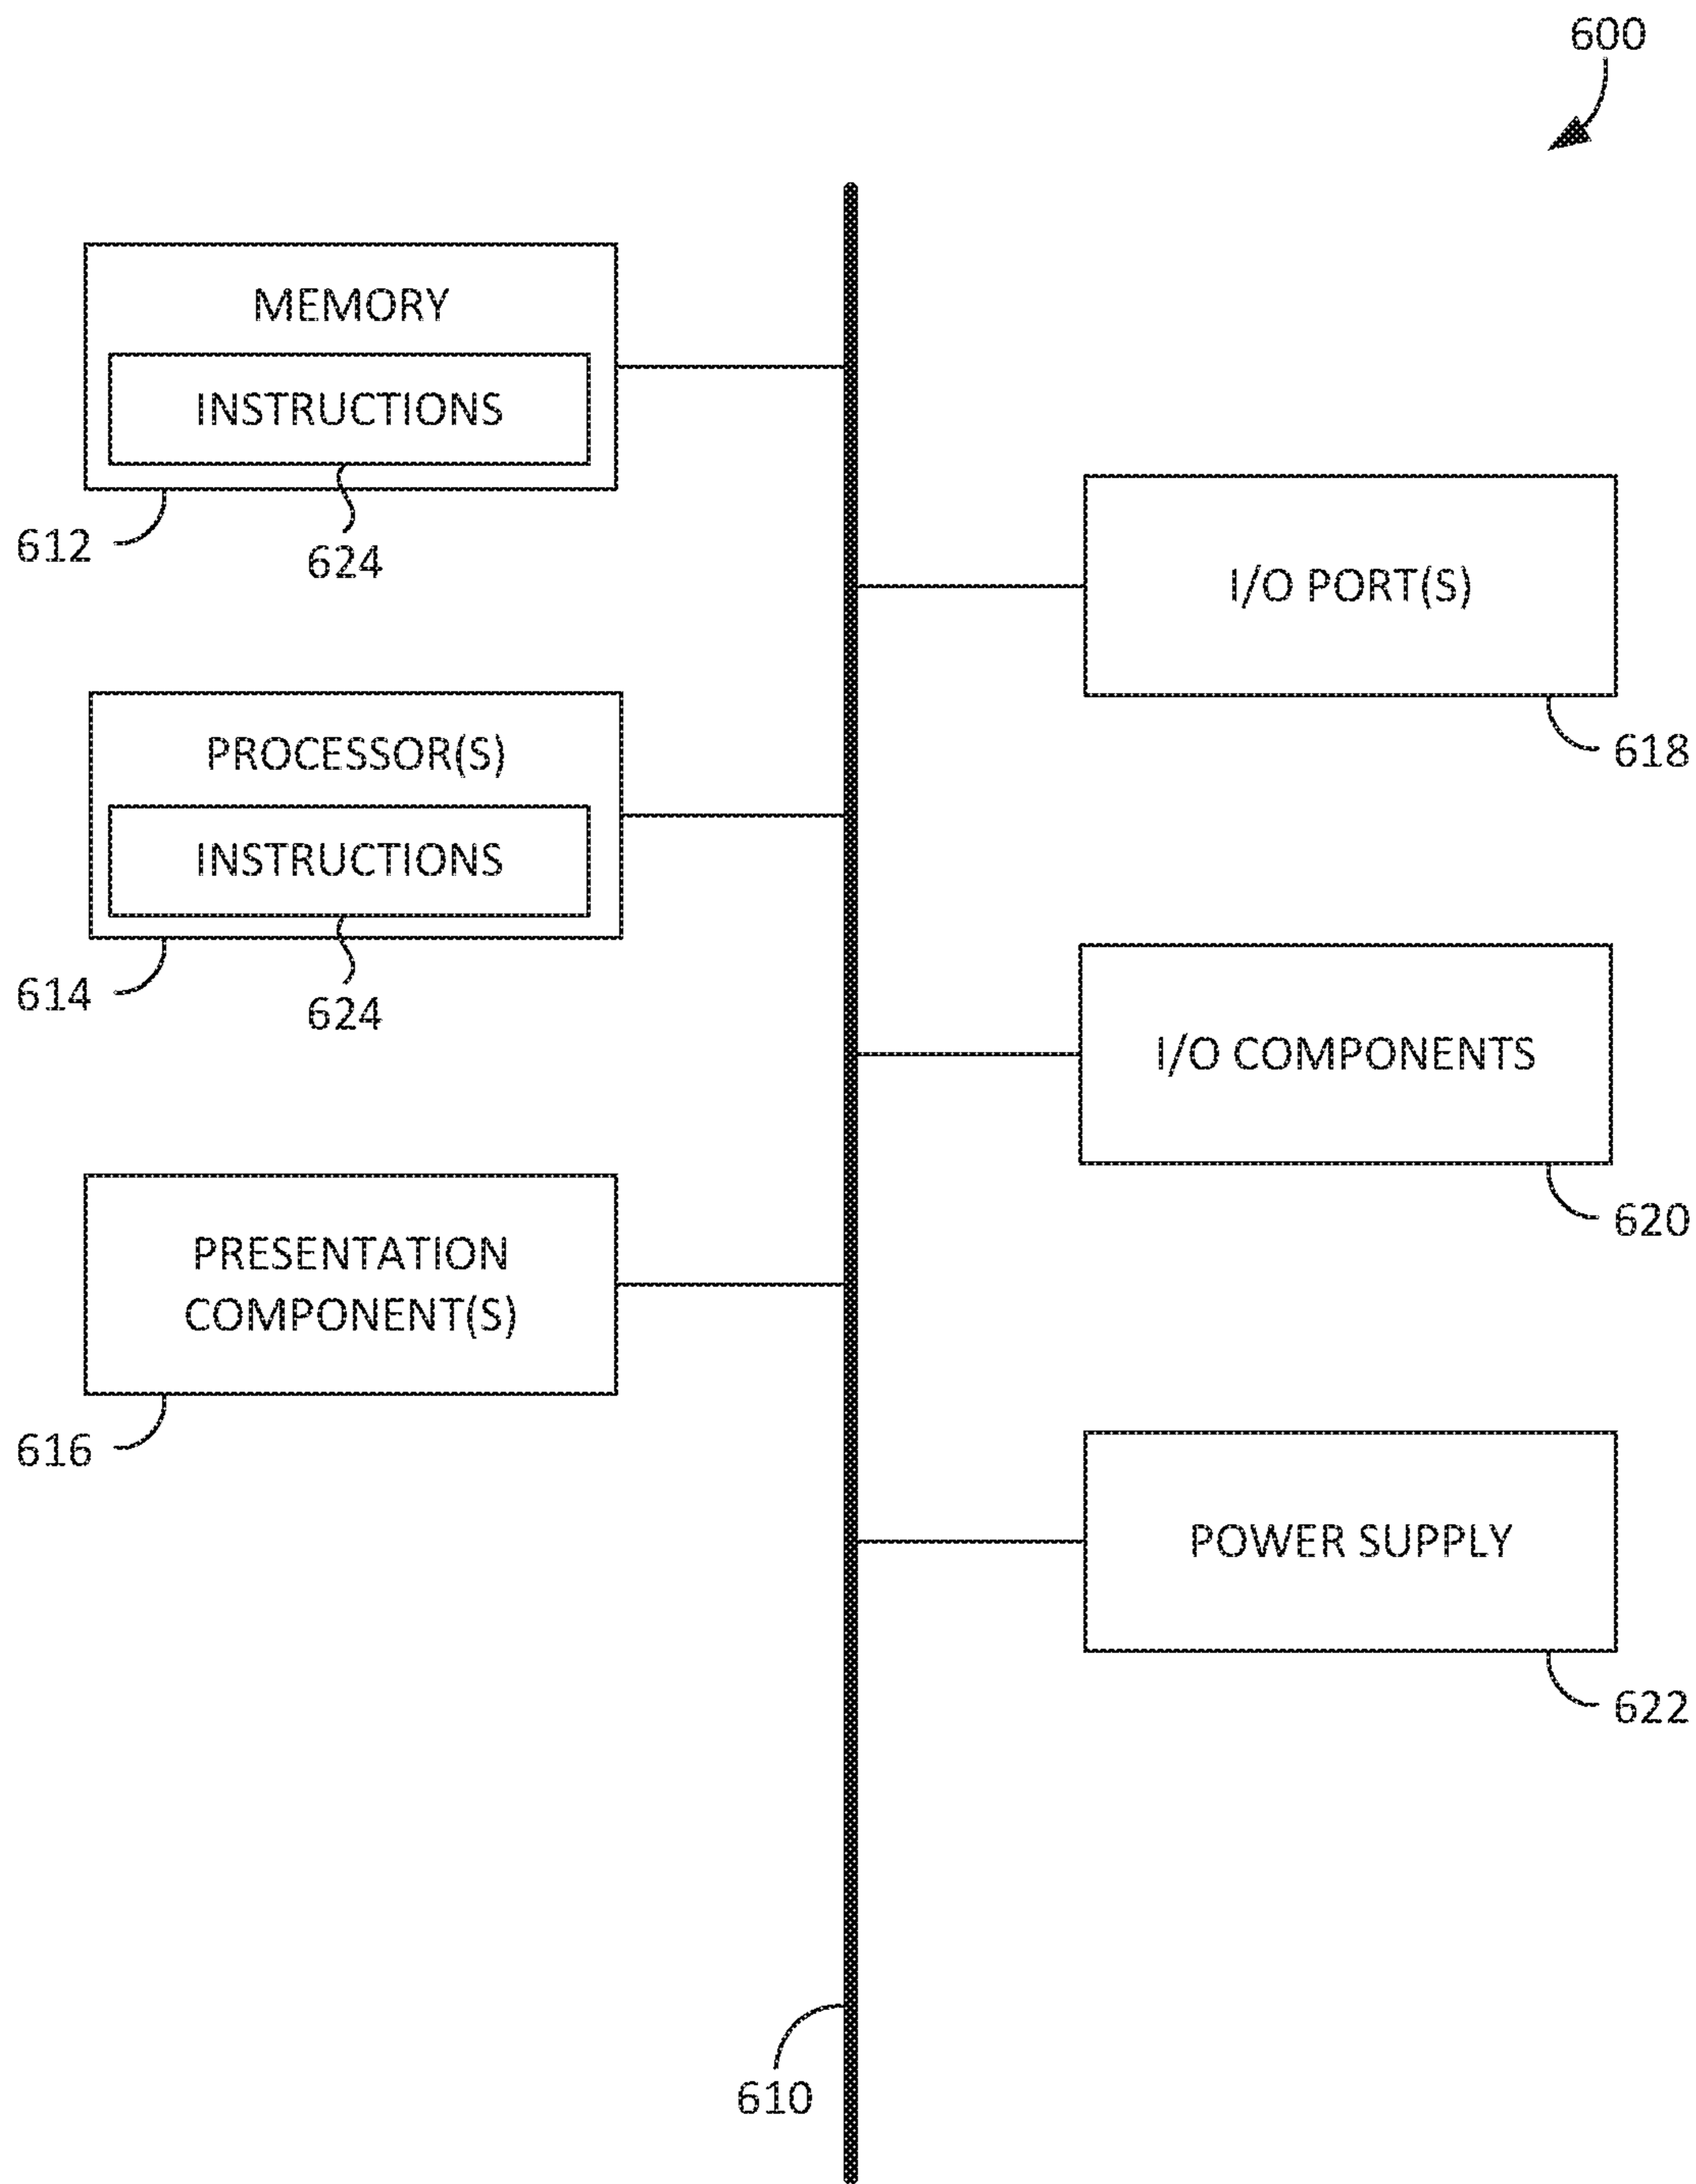 600
MEMORY
INSTRUCTIONS
612
624
PROCESSOR(S)
INSTRUCTIONS
614
624
PRESENTATION
COMPONENT(S)
616
I/O PORT(S)
618
I/O COMPONENTS
620
POWER SUPPLY
622
610